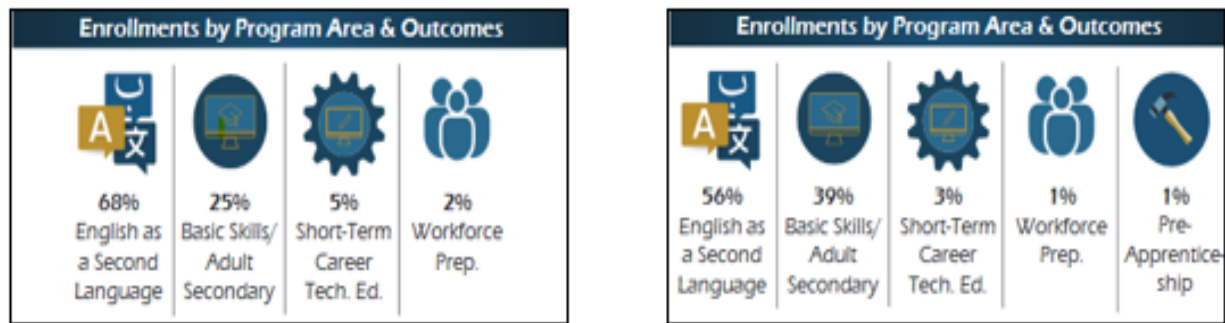 Enrollments by Program Area & Outcomes
A
文
68%
English as
a Second
Language
25%
Basic Skills/
Adult
Secondary
5%
Short-Term
Career
Tech. Ed.
2%
Workforce
Prep.
Enrollments by Program Area & Outcomes
A
文
56%
English as
a Second
Language
39%
Basic Skills/
Adult
Secondary
3%
Short-Term
Career
Tech. Ed.
1%
Workforce
Prep.
1%
Pre-
Apprentice-
ship